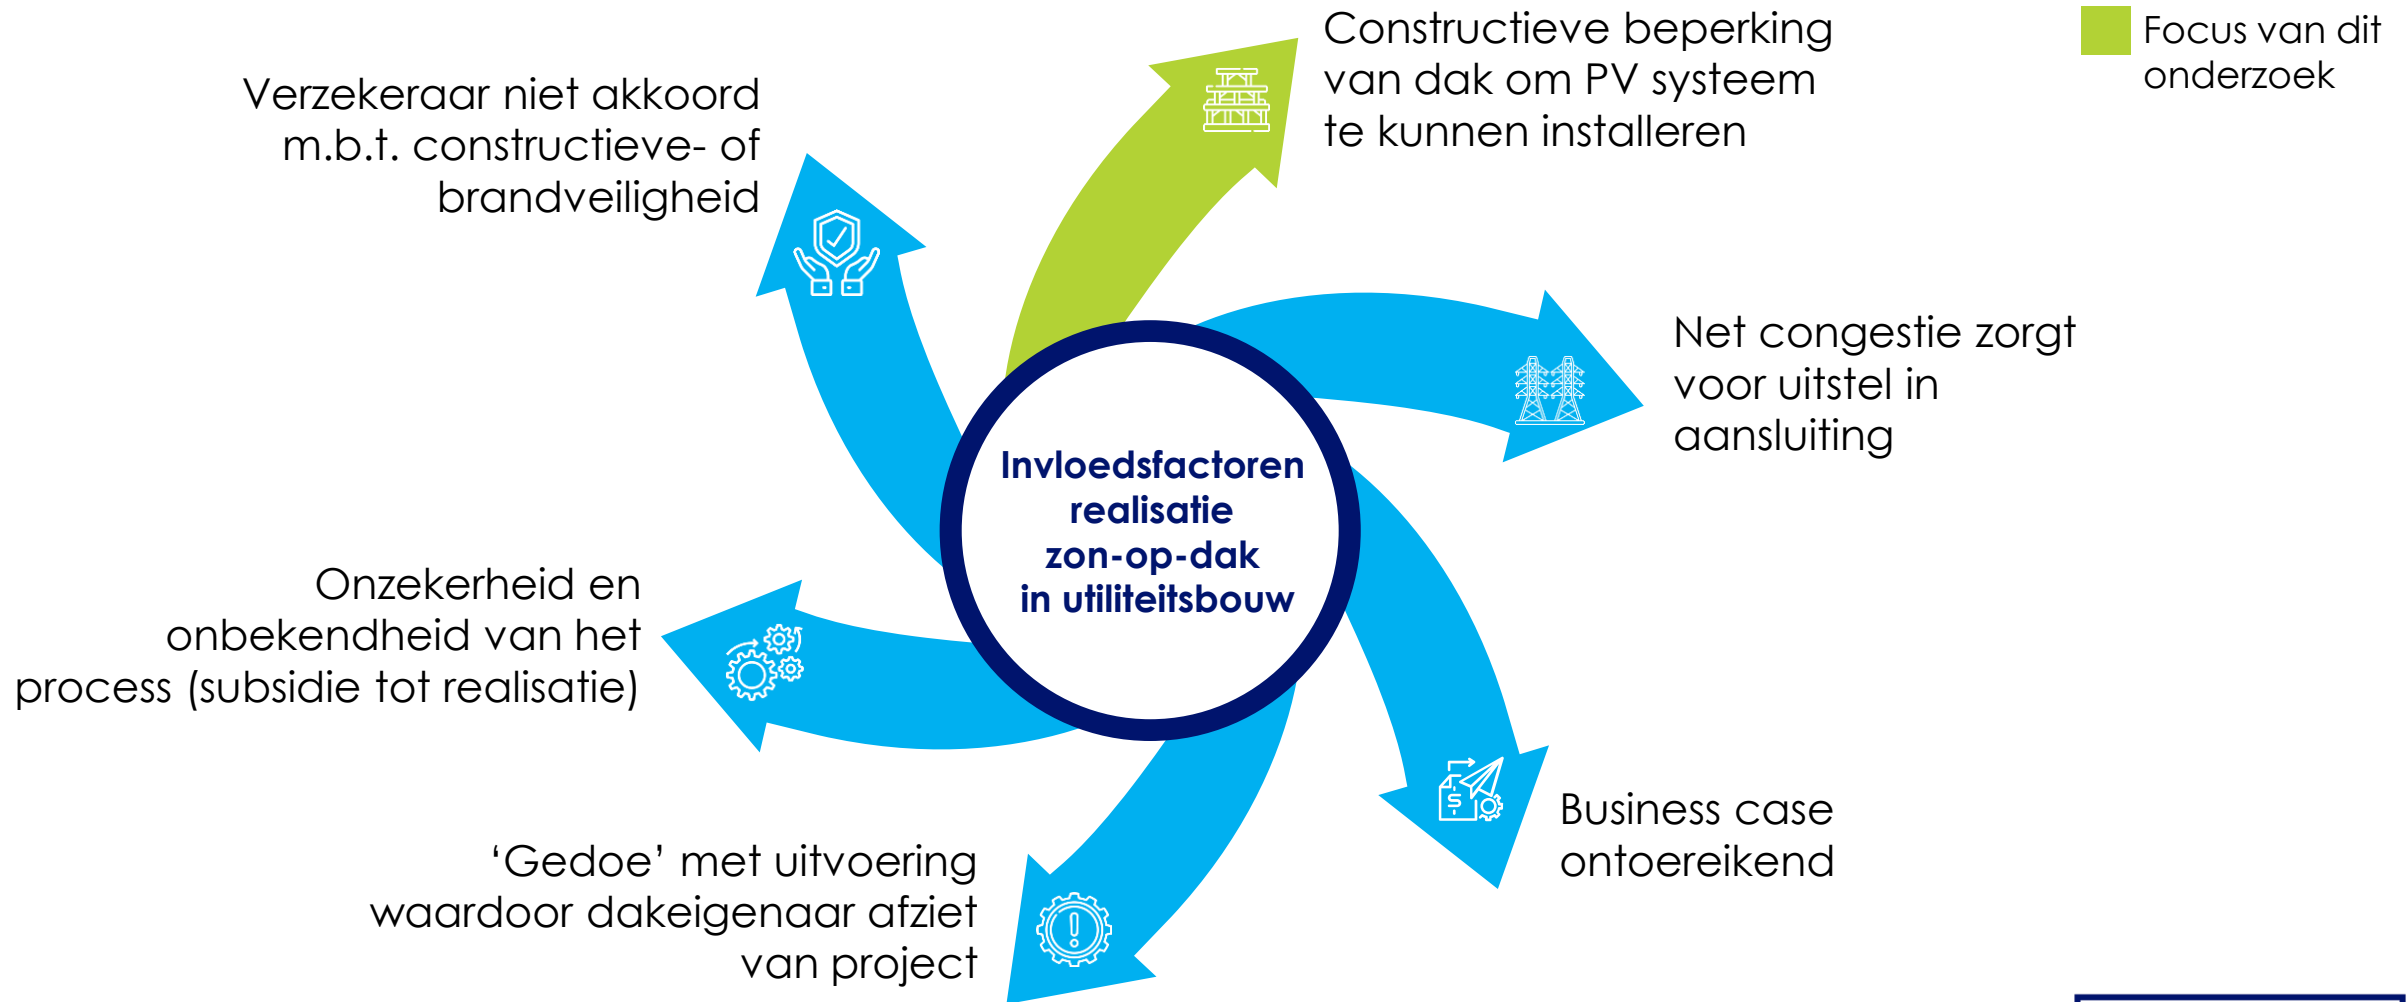 Constructieve beperking
van dak om PV systeem
te kunnen installeren
Focus van dit
onderzoek
Verzekeraar niet akkoord
m.b.t. constructieve- of
brandveiligheid
Net congestie zorgt
voor uitstel in
aansluiting
Invloedsfactoren
realisatie
zon-op-dak
in utiliteitsbouw
Onzekerheid en
onbekendheid van het
process (subsidie tot realisatie)
$
Business case
ontoereikend
‘Gedoe’ met uitvoering
waardoor dakeigenaar afziet
van project
!